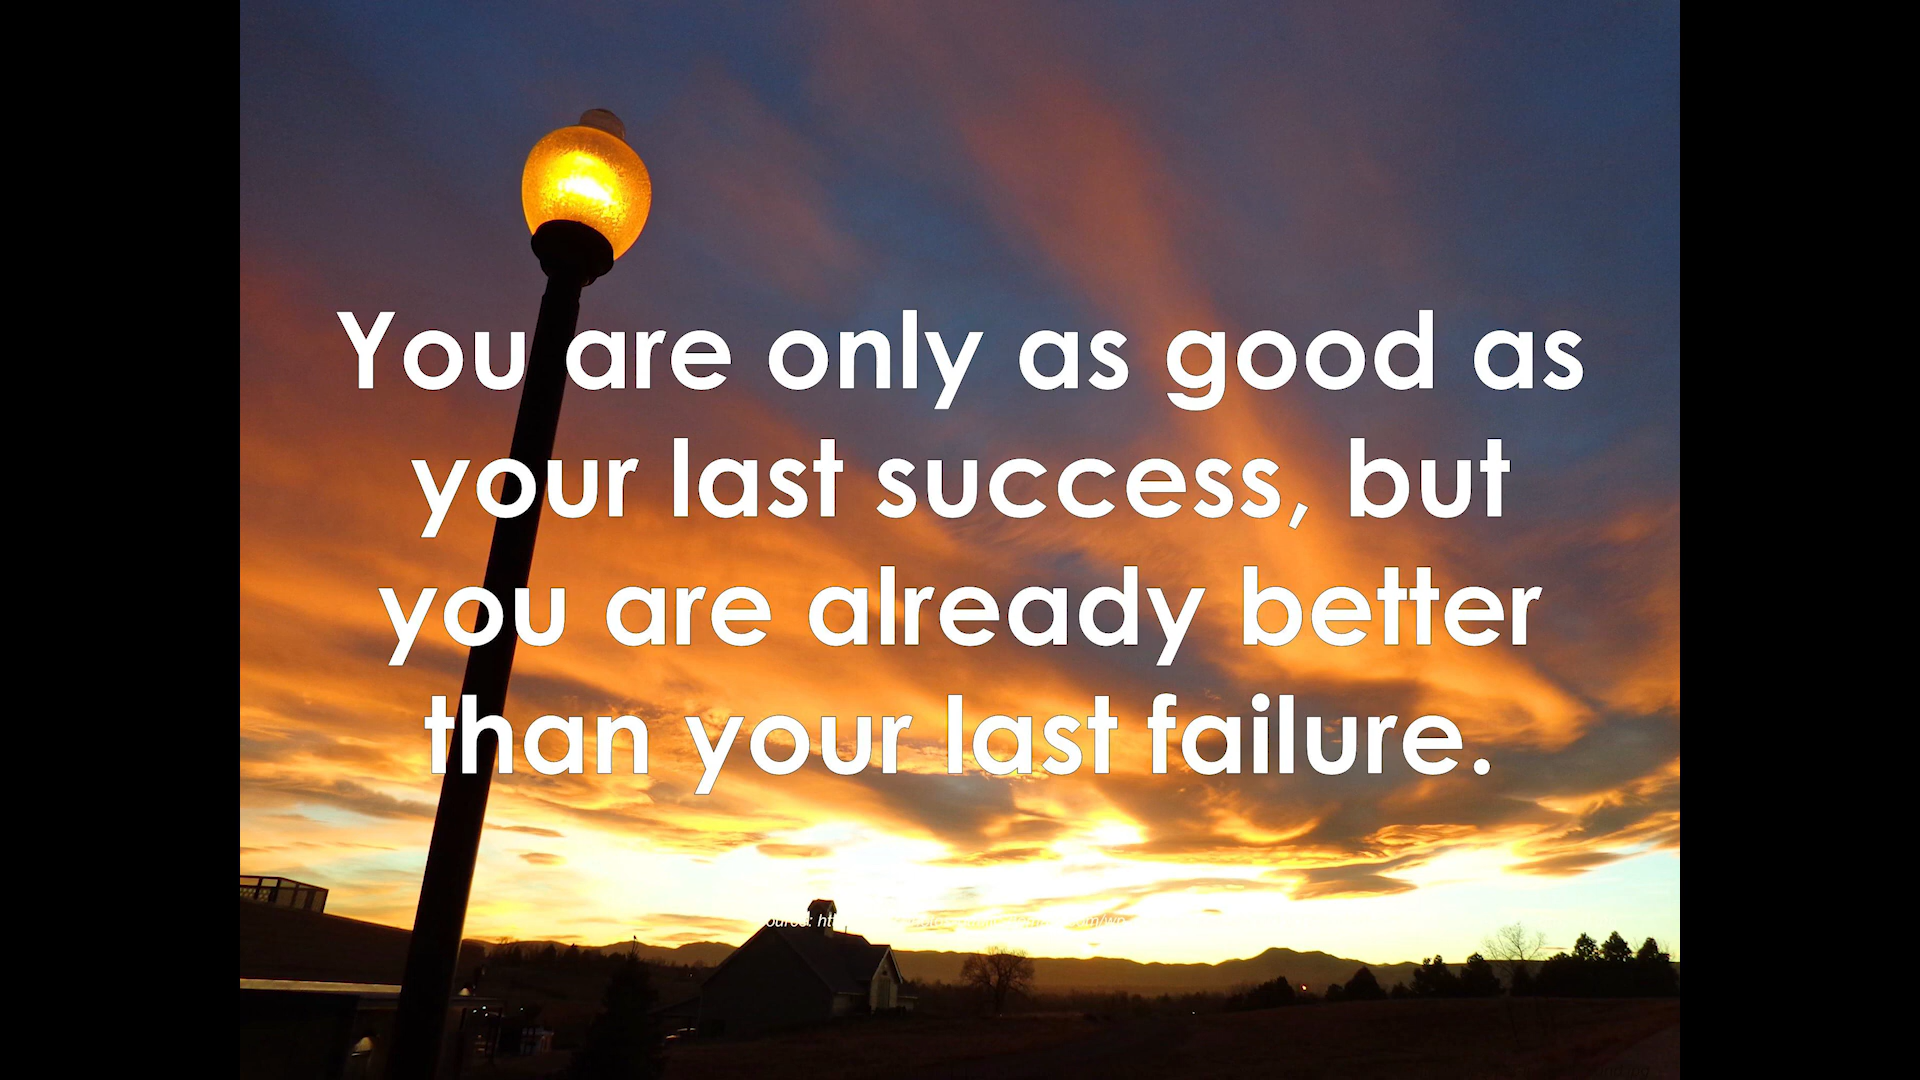 You are only as good as
your last success, but
you are already better
than your last failure.